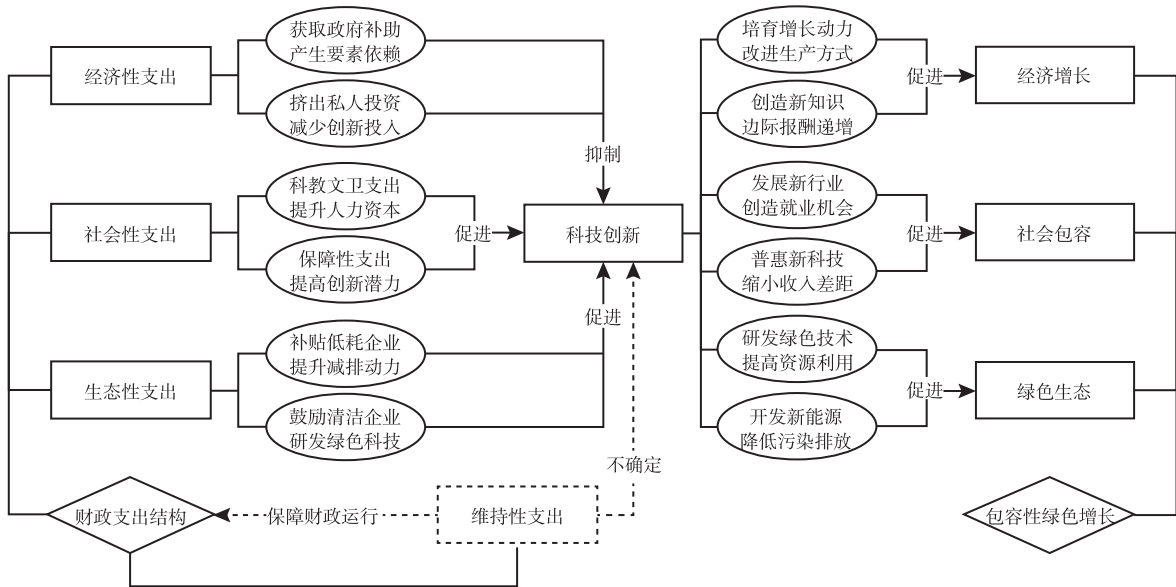 获取政府补助
产生要素依赖
经济性支出
挤出私人投资
减少创新投入
抑制
科教文卫支出
提升人力资本
社会性支出
促进
保障性支出
提高创新潜力
科技创新
促进
补贴低耗企业
提升减排动力
生态性支出
鼓励清洁企业
研发绿色科技
不确定
财政支出结构
保障财政运行
维持性支出
培育增长动力
改进生产方式
促进
经济增长
创造新知识
边际报酬递增
发展新行业
创造就业机会
促进
社会包容
普惠新科技
缩小收入差距
研发绿色技术
提高资源利用
促进
绿色生态
开发新能源
降低污染排放
包容性绿色增长